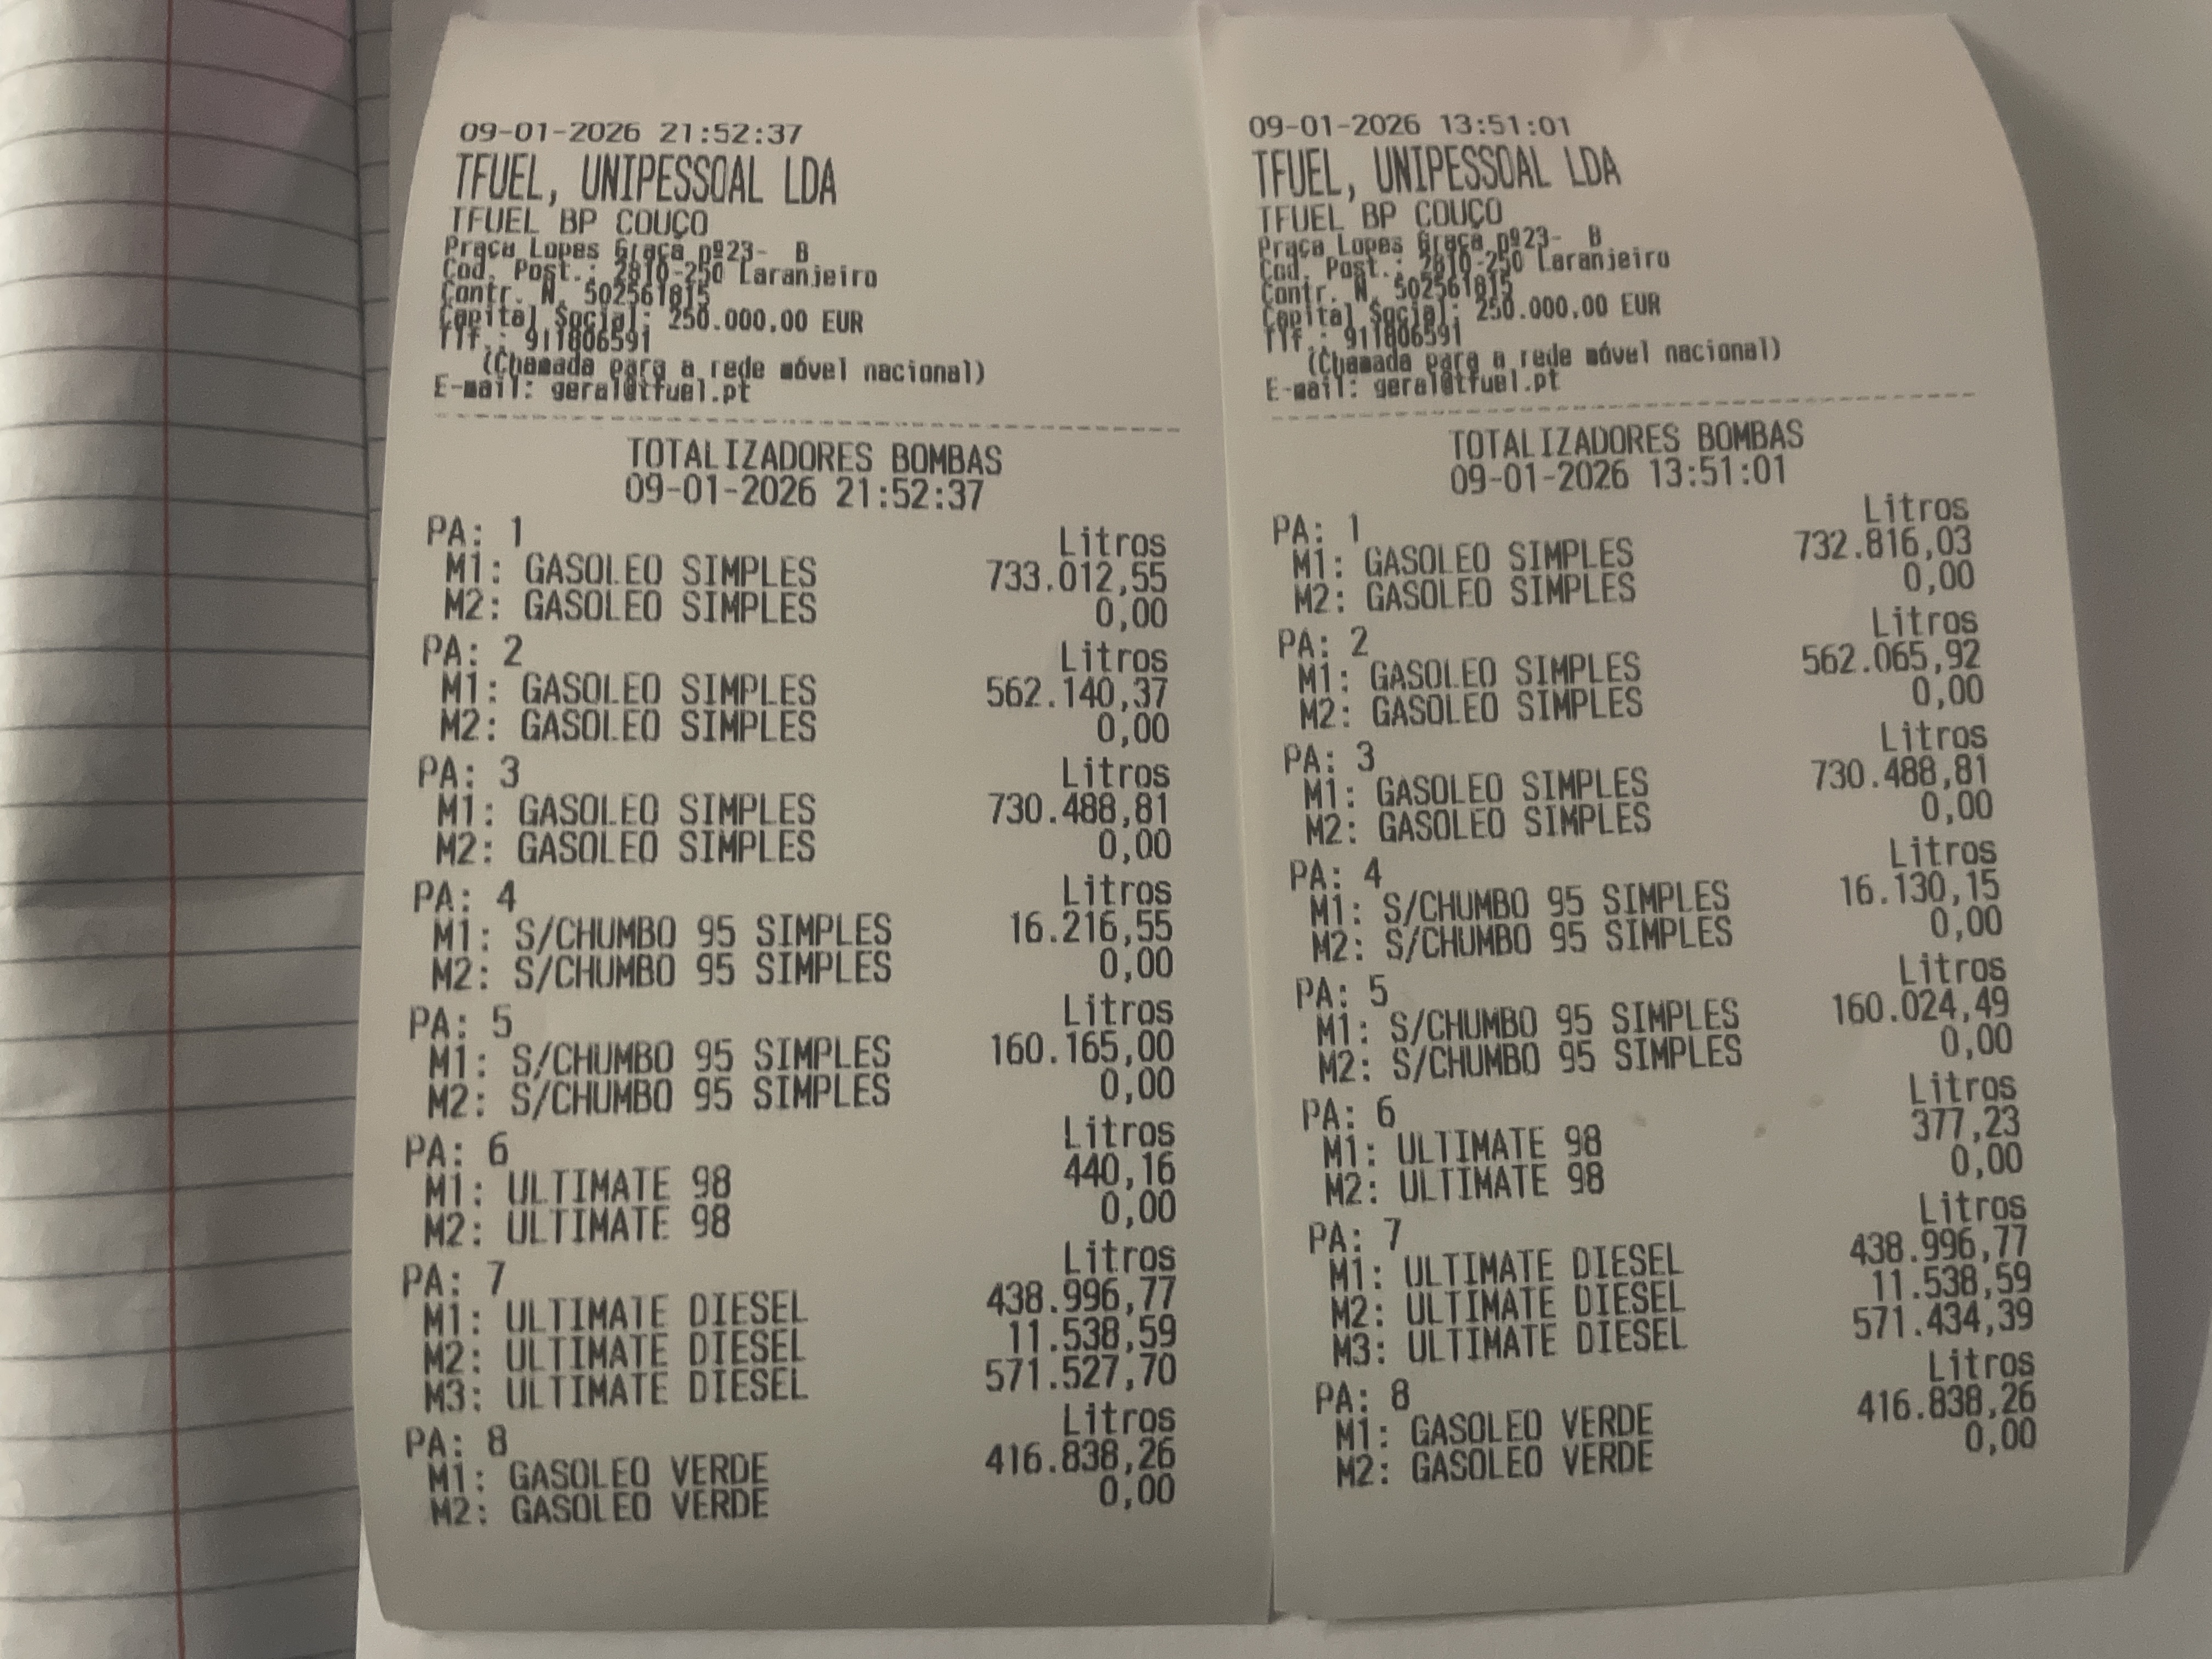 09-01-2026 21:52:37
TFUEL, UNIPESSOAL LDA
TFUEL BP COUÇO
Praça Lopes Graça nº23-  B
Cod. Post.: 2810-250 Laranjeiro
Contr. N. 502561815
Capital Social: 250.000,00 EUR
Tlf.: 911806591
(Chamada para a rede móvel nacional)
E-mail: geral@tfuel.pt
TOTALIZADORES BOMBAS
09-01-2026 21:52:37
PA: 1 Litros
M1: GASOLEO SIMPLES 733.012,55
M2: GASOLEO SIMPLES 0,00
PA: 2 Litros
M1: GASOLEO SIMPLES 562.140,37
M2: GASOLEO SIMPLES 0,00
PA: 3 Litros
M1: GASOLEO SIMPLES 730.488,81
M2: GASOLEO SIMPLES 0,00
PA: 4 Litros
M1: S/CHUMBO 95 SIMPLES 16.216,55
M2: S/CHUMBO 95 SIMPLES 0,00
PA: 5 Litros
M1: S/CHUMBO 95 SIMPLES 160.165,00
M2: S/CHUMBO 95 SIMPLES 0,00
PA: 6 Litros
M1: ULTIMATE 98 440,16
M2: ULTIMATE 98 0,00
PA: 7 Litros
M1: ULTIMATE DIESEL 438.996,77
M2: ULTIMATE DIESEL 11.538,59
M3: ULTIMATE DIESEL 571.527,70
PA: 8 Litros
M1: GASOLEO VERDE 416.838,26
M2: GASOLEO VERDE 0,00
09-01-2026 13:51:01
TFUEL, UNIPESSOAL LDA
TFUEL BP COUÇO
Praça Lopes Graça nº23-  B
Cod. Post.: 2810-250 Laranjeiro
Contr. N. 502561815
Capital Social: 250.000,00 EUR
Tlf.: 911806591
(Chamada para a rede móvel nacional)
E-mail: geral@tfuel.pt
TOTALIZADORES BOMBAS
09-01-2026 13:51:01
PA: 1 Litros
M1: GASOLEO SIMPLES 732.816,03
M2: GASOLEO SIMPLES 0,00
PA: 2 Litros
M1: GASOLEO SIMPLES 562.065,92
M2: GASOLEO SIMPLES 0,00
PA: 3 Litros
M1: GASOLEO SIMPLES 730.488,81
M2: GASOLEO SIMPLES 0,00
PA: 4 Litros
M1: S/CHUMBO 95 SIMPLES 16.130,15
M2: S/CHUMBO 95 SIMPLES 0,00
PA: 5 Litros
M1: S/CHUMBO 95 SIMPLES 160.024,49
M2: S/CHUMBO 95 SIMPLES 0,00
PA: 6 Litros
M1: ULTIMATE 98 377,23
M2: ULTIMATE 98 0,00
PA: 7 Litros
M1: ULTIMATE DIESEL 438.996,77
M2: ULTIMATE DIESEL 11.538,59
M3: ULTIMATE DIESEL 571.434,39
PA: 8 Litros
M1: GASOLEO VERDE 416.838,26
M2: GASOLEO VERDE 0,00